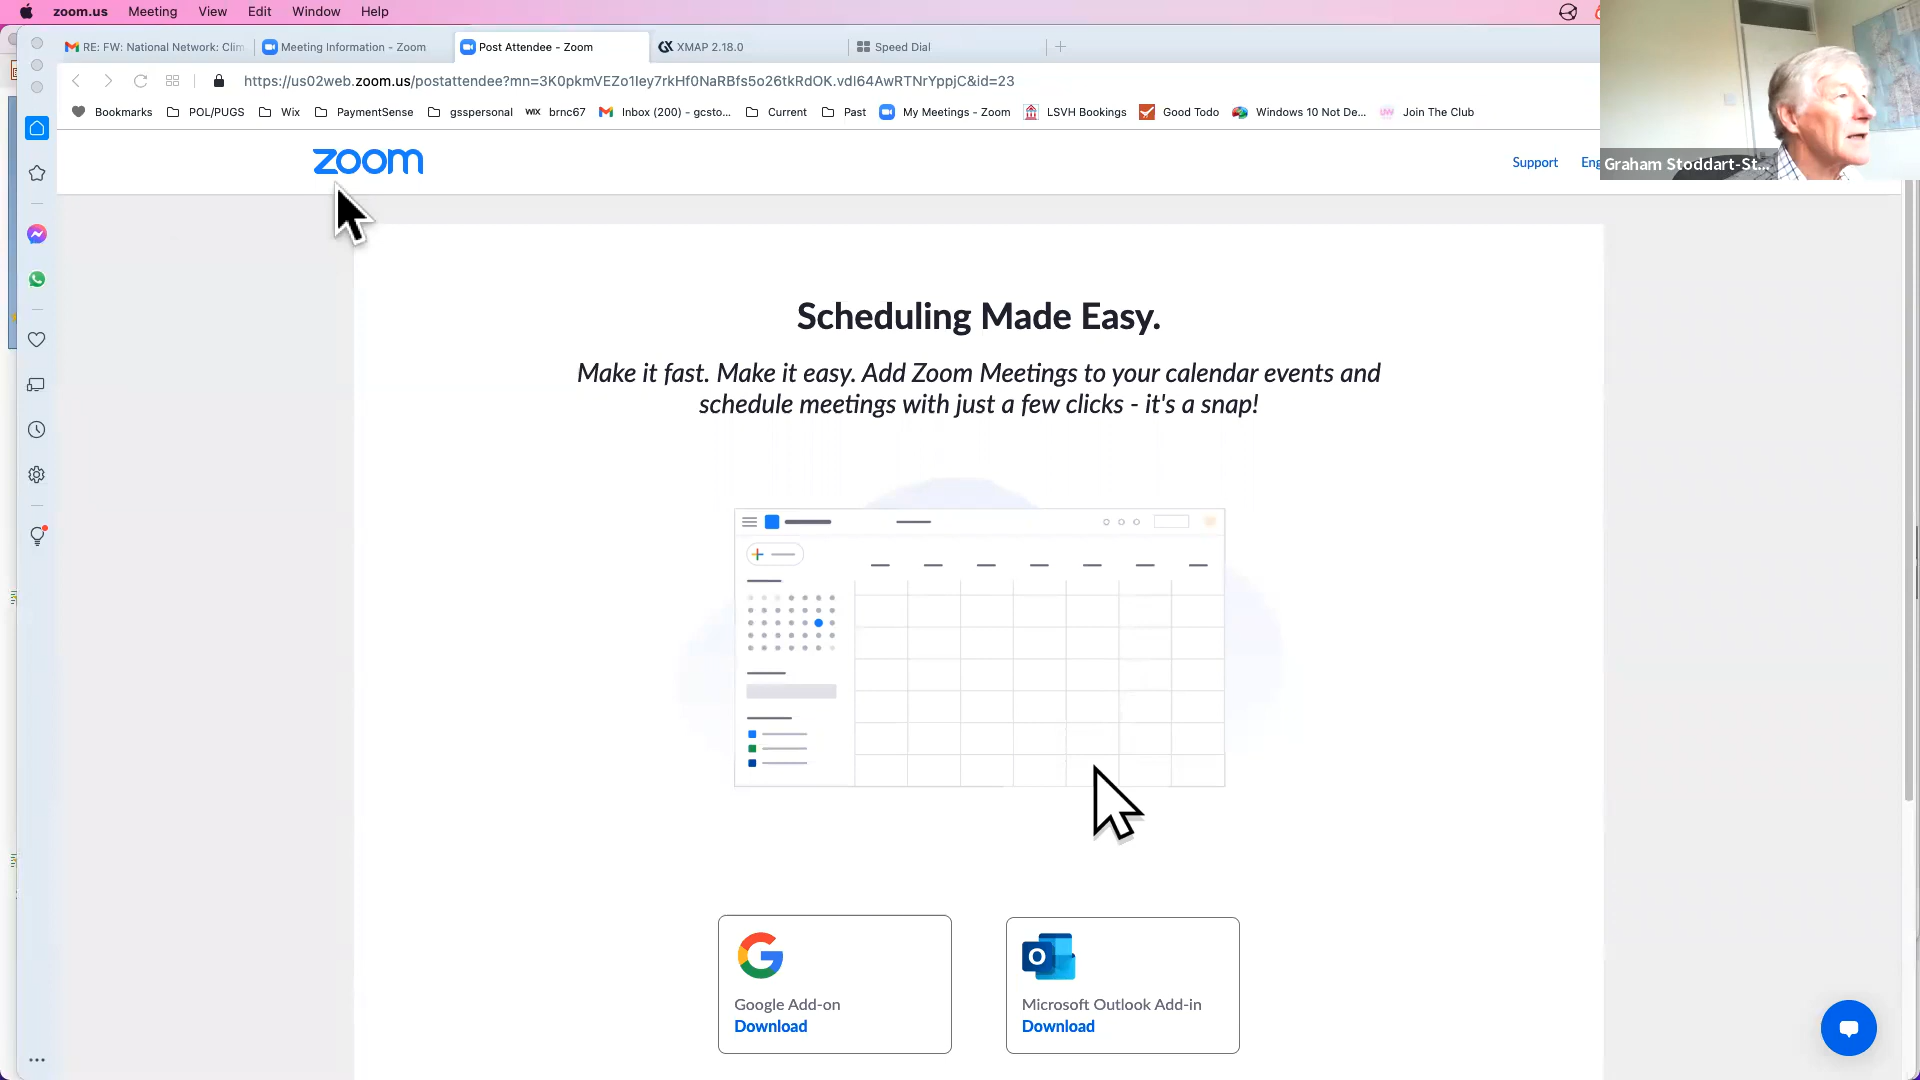 zoom.us Meeting View Edit Window Help
RE: FW: National Network: Clim
Meeting Information - Zoom
Post Attendee - Zoom
XMAP 2.18.0
Speed Dial
https://us02web.zoom.us/postattendee?mn=3K0pkmVEZo1Iey7rkHf0NaRBfs5o26tkRdOK.vdI64AwRTNrYppjC&id=23
Bookmarks POL/PUGS Wix PaymentSense gsspersonal WIX brnc67 Inbox (200) - gcsto... Current Past My Meetings - Zoom LSVH Bookings Good Todo Windows 10 Not De... UW Join The Club
zoom
Support Eng
Graham Stoddart-St...
Scheduling Made Easy.
Make it fast. Make it easy. Add Zoom Meetings to your calendar events and
schedule meetings with just a few clicks - it's a snap!
Google Add-on
Download
Microsoft Outlook Add-in
Download